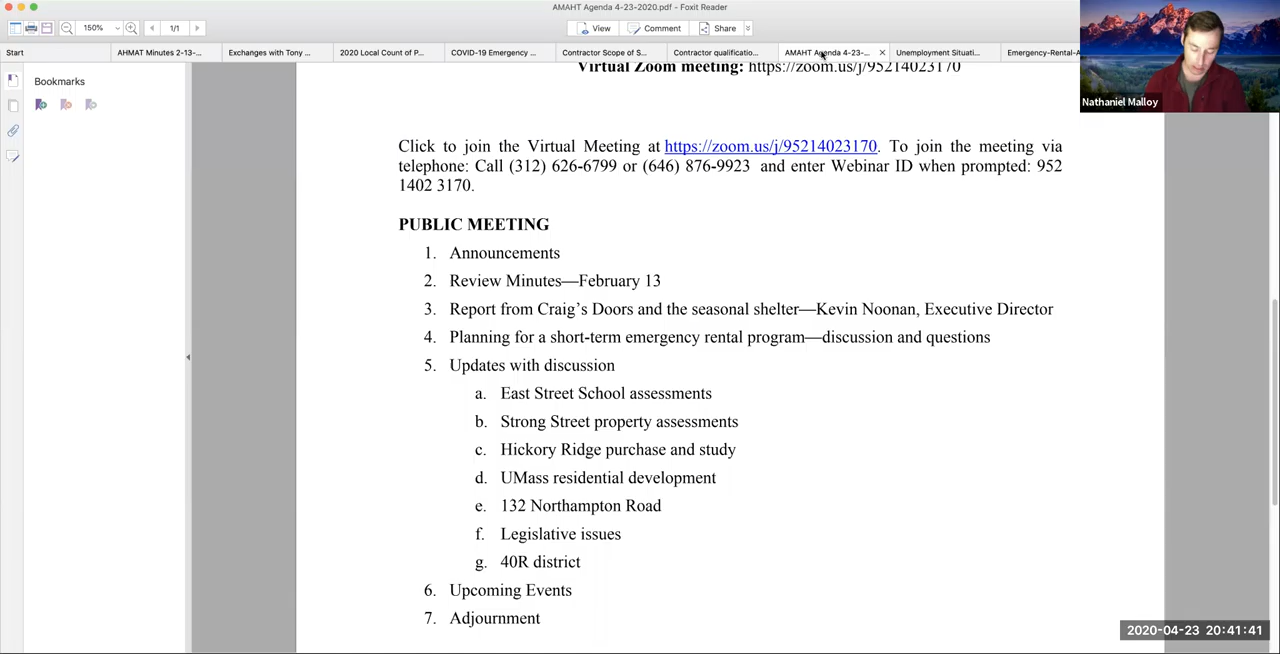 AMAHT Agenda 4-23-2020.pdf - Foxit Reader
150% 1/1 View Comment Share
Start AHMAT Minutes 2-13-... Exchanges with Tony ... 2020 Local Count of P... COVID-19 Emergency ... Contractor Scope of S... Contractor qualificatio... AMAHT Agenda 4-23-... Unemployment Situati... Emergency-Rental-A
Bookmarks
Virtual Zoom meeting: https://zoom.us/j/95214023170
Nathaniel Malloy
Click to join the Virtual Meeting at https://zoom.us/j/95214023170. To join the meeting via
telephone: Call (312) 626-6799 or (646) 876-9923 and enter Webinar ID when prompted: 952
1402 3170.
PUBLIC MEETING
1. Announcements
2. Review Minutes—February 13
3. Report from Craig's Doors and the seasonal shelter—Kevin Noonan, Executive Director
4. Planning for a short-term emergency rental program—discussion and questions
5. Updates with discussion
a. East Street School assessments
b. Strong Street property assessments
c. Hickory Ridge purchase and study
d. UMass residential development
e. 132 Northampton Road
f. Legislative issues
g. 40R district
6. Upcoming Events
7. Adjournment
2020-04-23 20:41:41